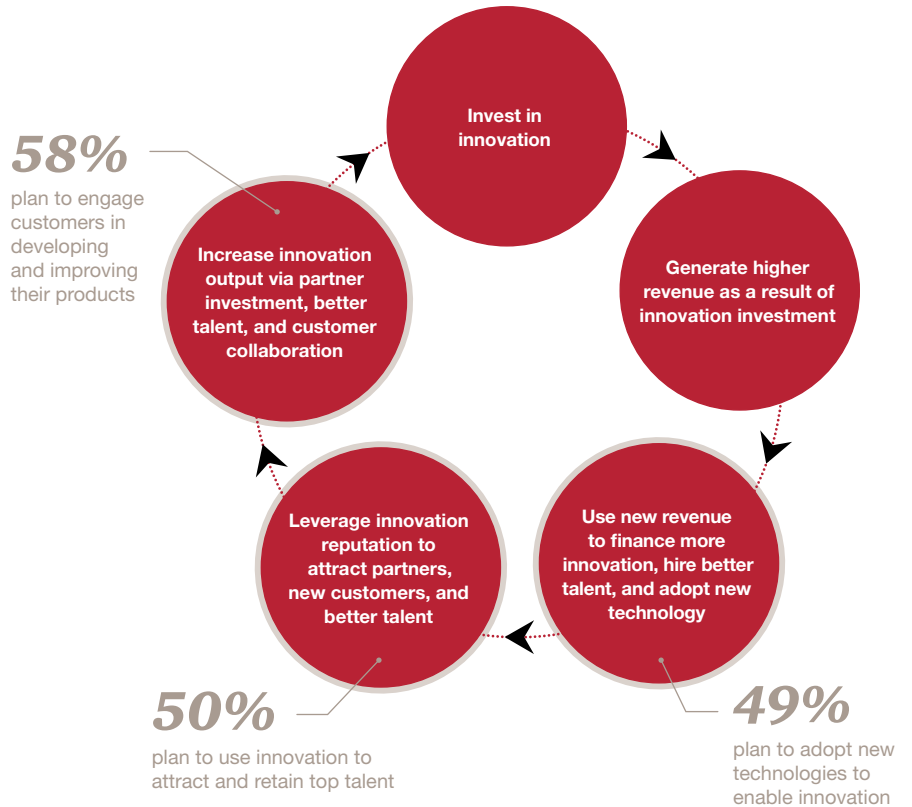 Invest in
innovation
Generate higher
revenue as a result of
innovation investment
Use new revenue
to finance more
innovation, hire better
talent, and adopt new
technology
49%
plan to adopt new
technologies to
enable innovation
Leverage innovation
reputation to
attract partners,
new customers, and
better talent
50%
plan to use innovation to
attract and retain top talent
Increase innovation
output via partner
investment, better
talent, and customer
collaboration
58%
plan to engage
customers in
developing
and improving
their products